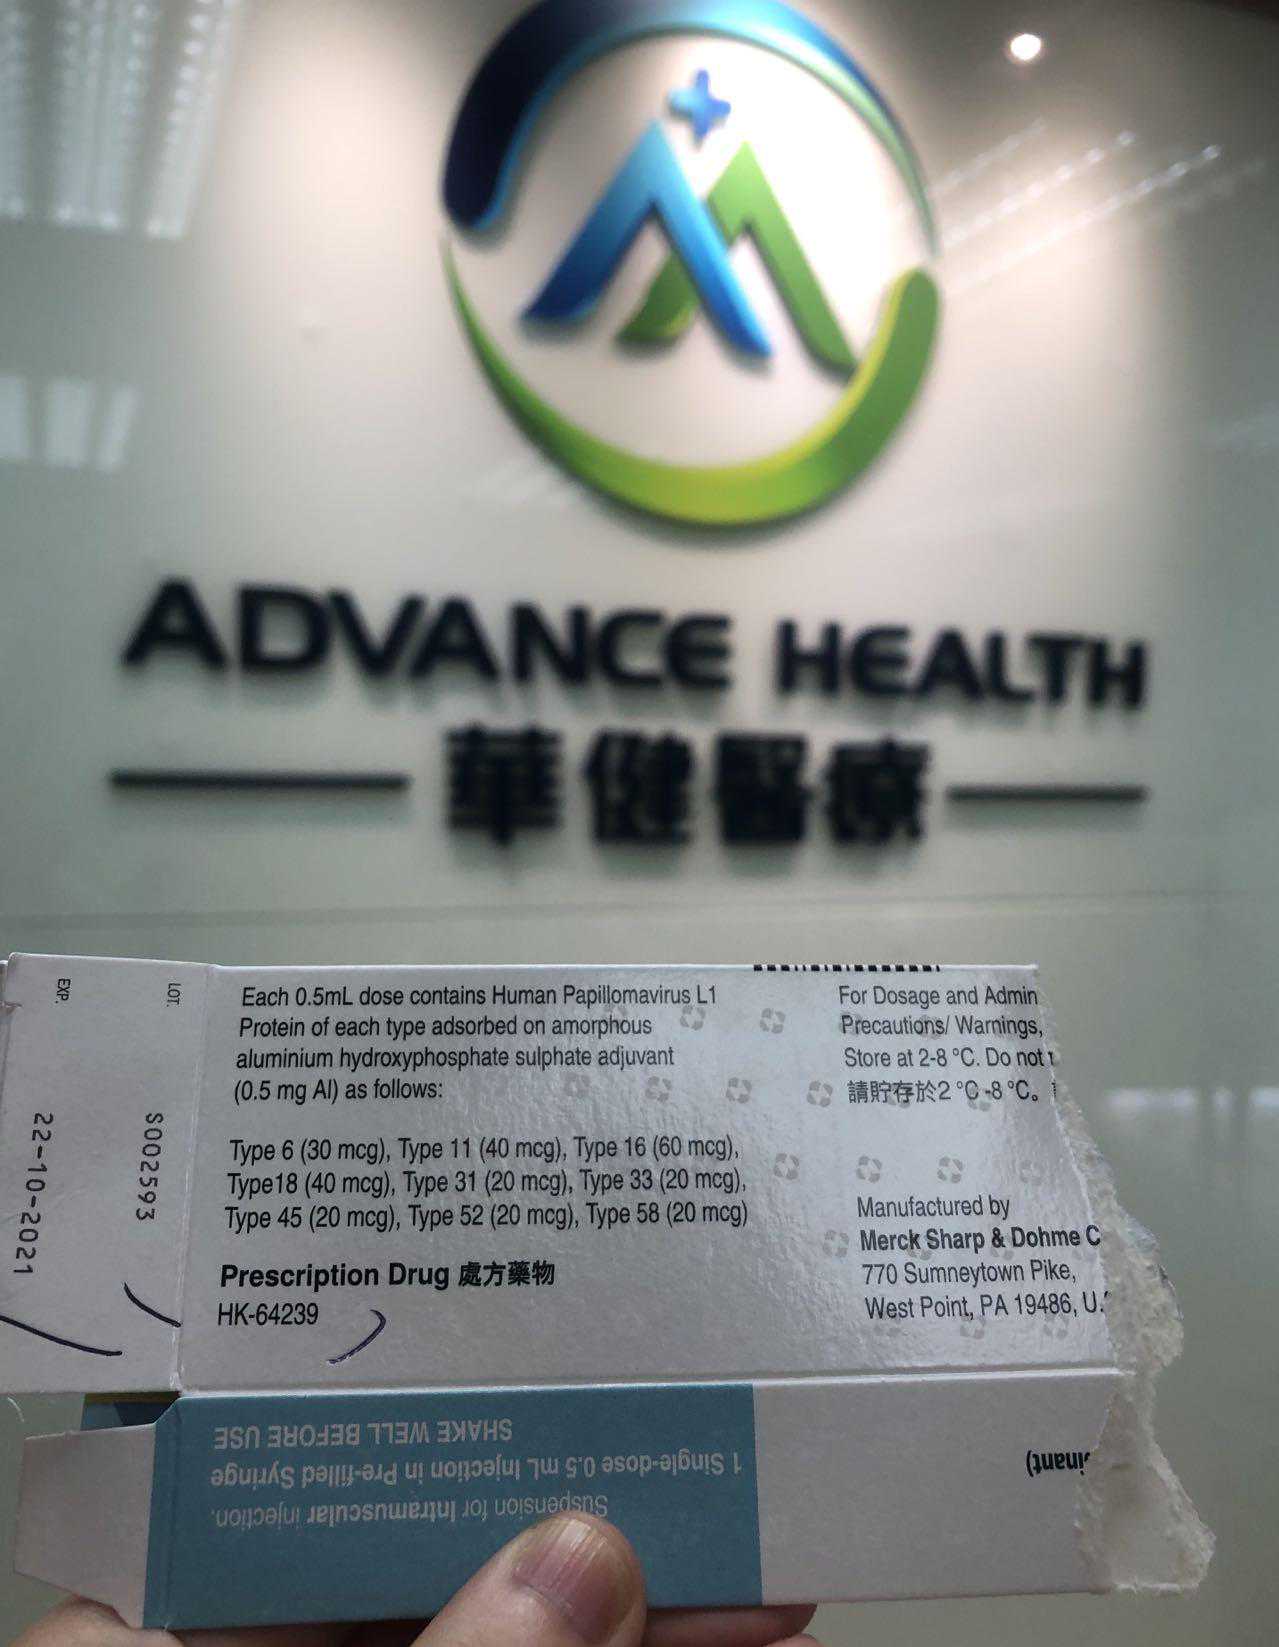 ADVANCE HEALTH
華健醫療
EXP.
22-10-2021
LOT.
S002593
Each 0.5mL dose contains Human Papillomavirus L1
Protein of each type adsorbed on amorphous
aluminium hydroxyphosphate sulphate adjuvant
(0.5 mg Al) as follows:
Type 6 (30 mcg), Type 11 (40 mcg), Type 16 (60 mcg),
Type18 (40 mcg), Type 31 (20 mcg), Type 33 (20 mcg),
Type 45 (20 mcg), Type 52 (20 mcg), Type 58 (20 mcg)
Prescription Drug 處方藥物
HK-64239
For Dosage and Admin
Precautions/ Warnings,
Store at 2-8 °C. Do not
請貯存於2 °C -8 °C。
Manufactured by
Merck Sharp & Dohme C
770 Sumneytown Pike,
West Point, PA 19486, U.
inant)
Suspension for Intramuscular injection.
1 Single-dose 0.5 mL Injection in Pre-filled Syringe
SHAKE WELL BEFORE USE